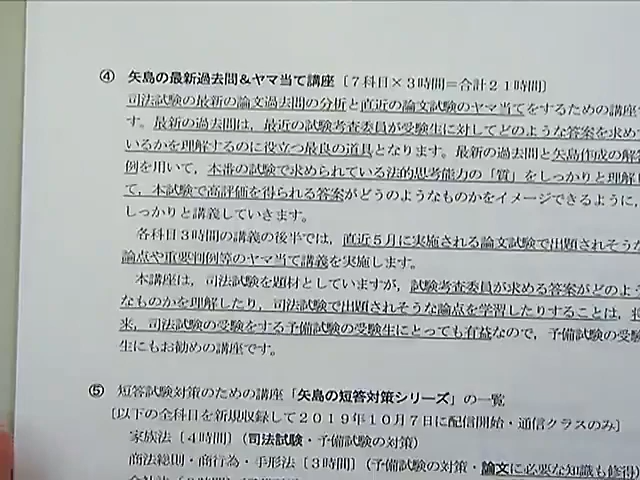 ④ 矢島の最新過去問&ヤマ当て講座〔7科目×3時間=合計21時間〕
司法試験の最新の論文過去問の分析と直近の論文試験のヤマ当てをするための講座で
す。最新の過去問は、最近の試験考査委員が受験生に対してどのような答案を求めて
いるかを理解するのに役立つ最良の道具となります。最新の過去問と矢島作成の解答
例を用いて、本番の試験で求められている法的思考能力の「質」をしっかりと理解し
て、本試験で高評価を得られる答案がどのようなものかをイメージできるように、
しっかりと講義していきます。
各科目3時間の講義の後半では、直近5月に実施される論文試験で出題されそうな
論点や重要判例等のヤマ当て講義を実施します。
本講座は、司法試験を題材としていますが、試験考査委員が求める答案がどのよう
なものかを理解したり、司法試験で出題されそうな論点を学習したりすることは、将
来、司法試験の受験をする予備試験の受験生にとっても有益なので、予備試験の受験
生にもお勧めの講座です。
⑤ 短答試験対策のための講座「矢島の短答対策シリーズ」の一覧
〔以下の全科目を新規収録して2019年10月7日に配信開始・通信クラスのみ〕
家族法〔4時間〕(司法試験・予備試験の対策)
商法総則・商行為・手形法〔3時間〕(予備試験の対策・論文に必要な知識も修得)